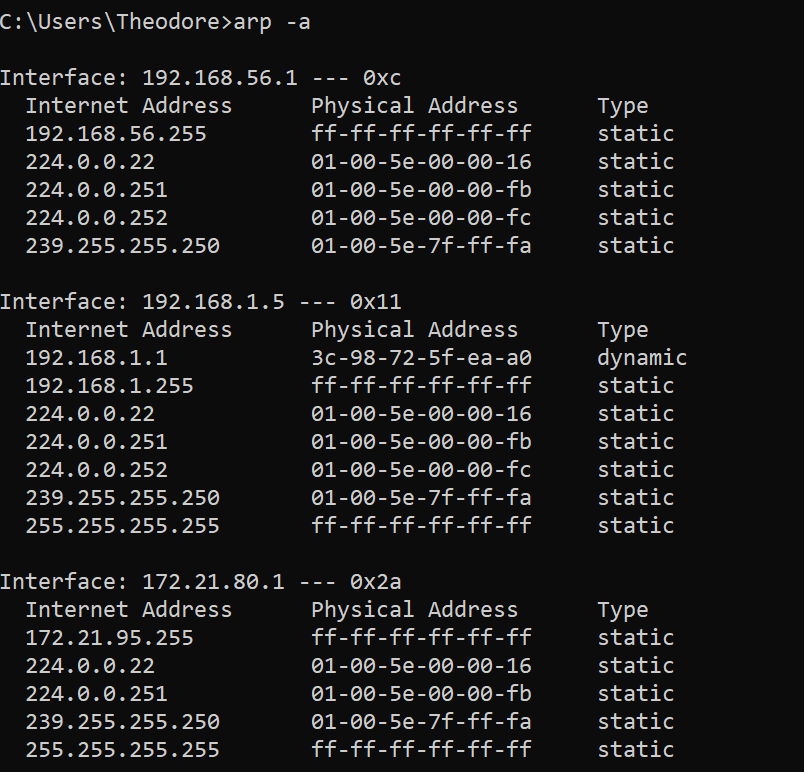 C:\Users\Theodore>arp -a
Interface: 192.168.56.1 --- 0xc
Internet Address Physical Address Type
192.168.56.255 ff-ff-ff-ff-ff-ff static
224.0.0.22 01-00-5e-00-00-16 static
224.0.0.251 01-00-5e-00-00-fb static
224.0.0.252 01-00-5e-00-00-fc static
239.255.255.250 01-00-5e-7f-ff-fa static
Interface: 192.168.1.5 --- 0x11
Internet Address Physical Address Type
192.168.1.1 3c-98-72-5f-ea-a0 dynamic
192.168.1.255 ff-ff-ff-ff-ff-ff static
224.0.0.22 01-00-5e-00-00-16 static
224.0.0.251 01-00-5e-00-00-fb static
224.0.0.252 01-00-5e-00-00-fc static
239.255.255.250 01-00-5e-7f-ff-fa static
255.255.255.255 ff-ff-ff-ff-ff-ff static
Interface: 172.21.80.1 --- 0x2a
Internet Address Physical Address Type
172.21.95.255 ff-ff-ff-ff-ff-ff static
224.0.0.22 01-00-5e-00-00-16 static
224.0.0.251 01-00-5e-00-00-fb static
239.255.255.250 01-00-5e-7f-ff-fa static
255.255.255.255 ff-ff-ff-ff-ff-ff static